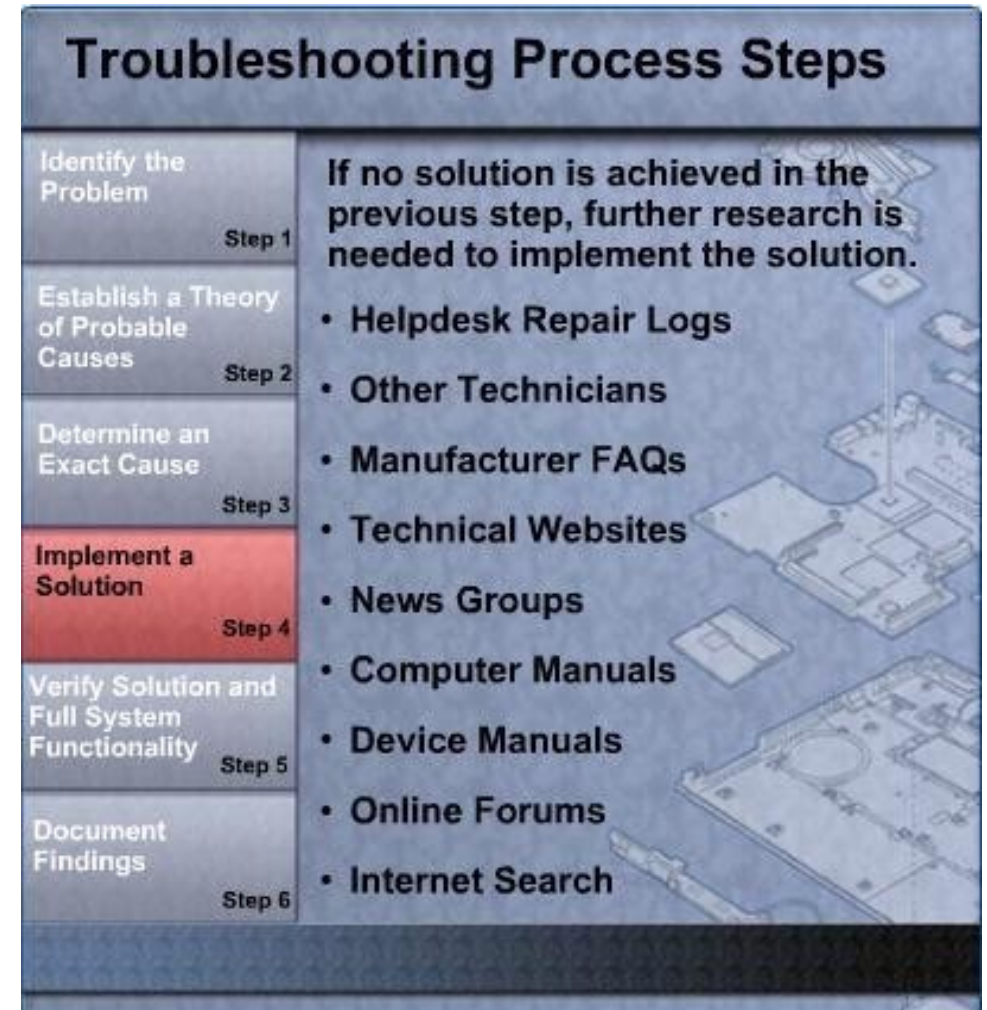 Troubleshooting Process Steps
Identify the
Problem
Step 1
Establish a Theory
of Probable
Causes
Step 2
Determine an
Exact Cause
Step 3
Implement a
Solution
Step 4
Verify Solution and
Full System
Functionality
Step 5
Document
Findings
Step 6
If no solution is achieved in the
previous step, further research is
needed to implement the solution.
• Helpdesk Repair Logs
• Other Technicians
• Manufacturer FAQs
• Technical Websites
• News Groups
• Computer Manuals
• Device Manuals
• Online Forums
• Internet Search